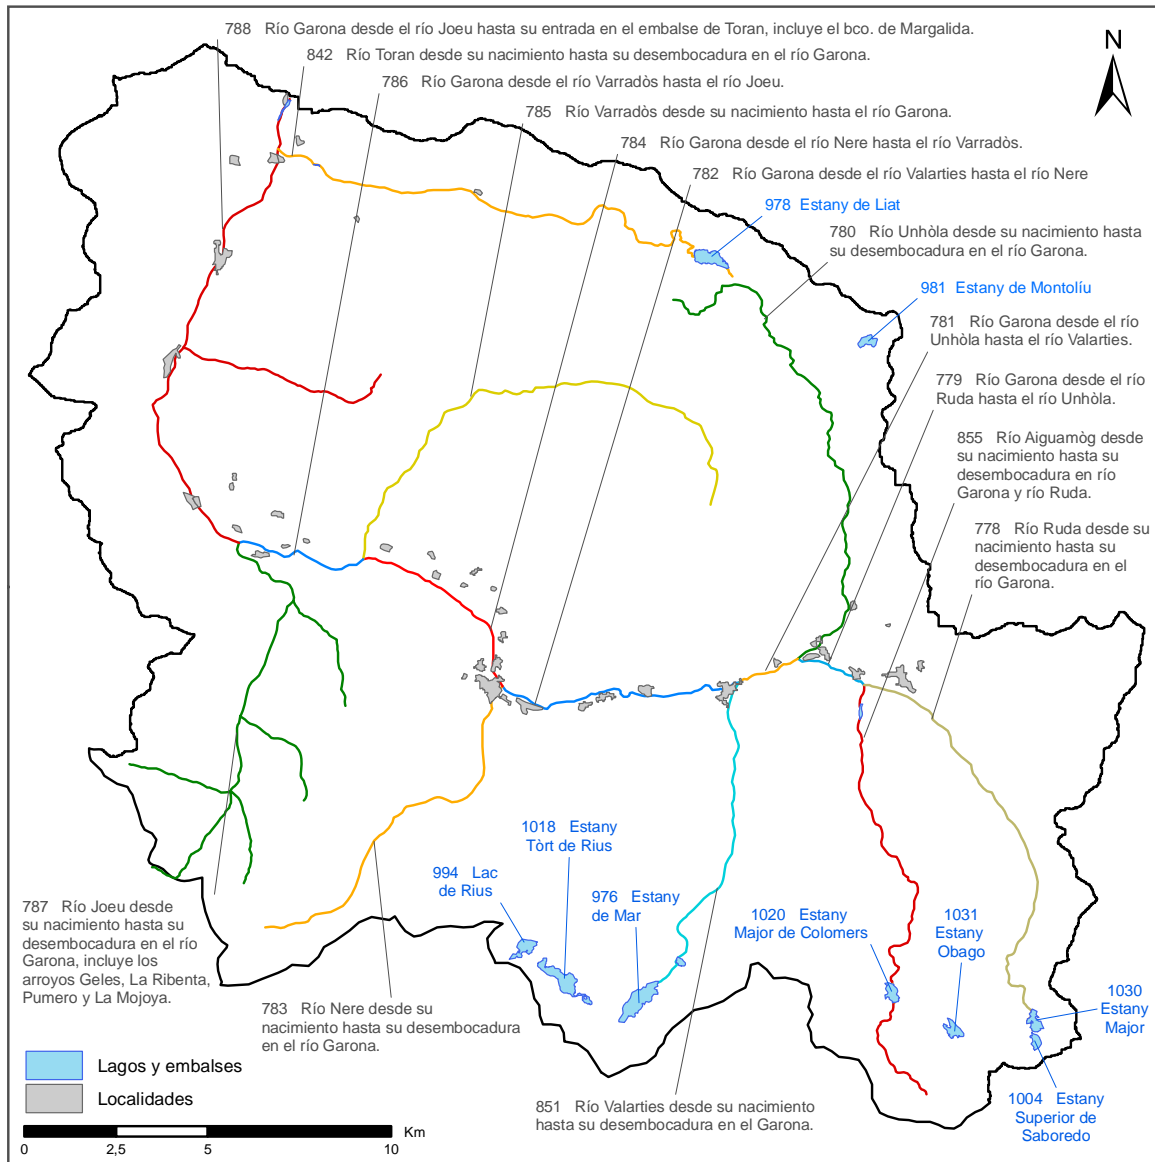 788 Río Garona desde el río Joeu hasta su entrada en el embalse de Toran, incluye el bco. de Margalida.
842 Río Toran desde su nacimiento hasta su desembocadura en el río Garona.
786 Río Garona desde el río Varradòs hasta el río Joeu.
785 Río Varradòs desde su nacimiento hasta el río Garona.
784 Río Garona desde el río Nere hasta el río Varradòs.
782 Río Garona desde el río Valarties hasta el río Nere
N
978 Estany de Liat
780 Río Unhòla desde su nacimiento hasta
su desembocadura en el río Garona.
981 Estany de Montolíu
781 Río Garona desde el río
Unhòla hasta el río Valarties.
779 Río Garona desde el río
Ruda hasta el río Unhòla.
855 Río Aiguamòg desde
su nacimiento hasta su
desembocadura en río
Garona y río Ruda.
778 Río Ruda desde su
nacimiento hasta su
desembocadura en el
río Garona.
1018 Estany
Tòrt de Rius
994 Lac
de Rius
976 Estany
de Mar
1020 Estany
Major de Colomers
1031
Estany
Obago
1030
Estany
Major
1004 Estany
Superior de
Saboredo
787 Río Joeu desde
su nacimiento hasta su
desembocadura en el río
Garona, incluye los
arroyos Geles, La Ribenta,
Pumero y La Mojoya.
783 Río Nere desde su
nacimiento hasta su desembocadura
en el río Garona.
851 Río Valarties desde su nacimiento
hasta su desembocadura en el Garona.
Lagos y embalses
Localidades
Km
0 2,5 5 10